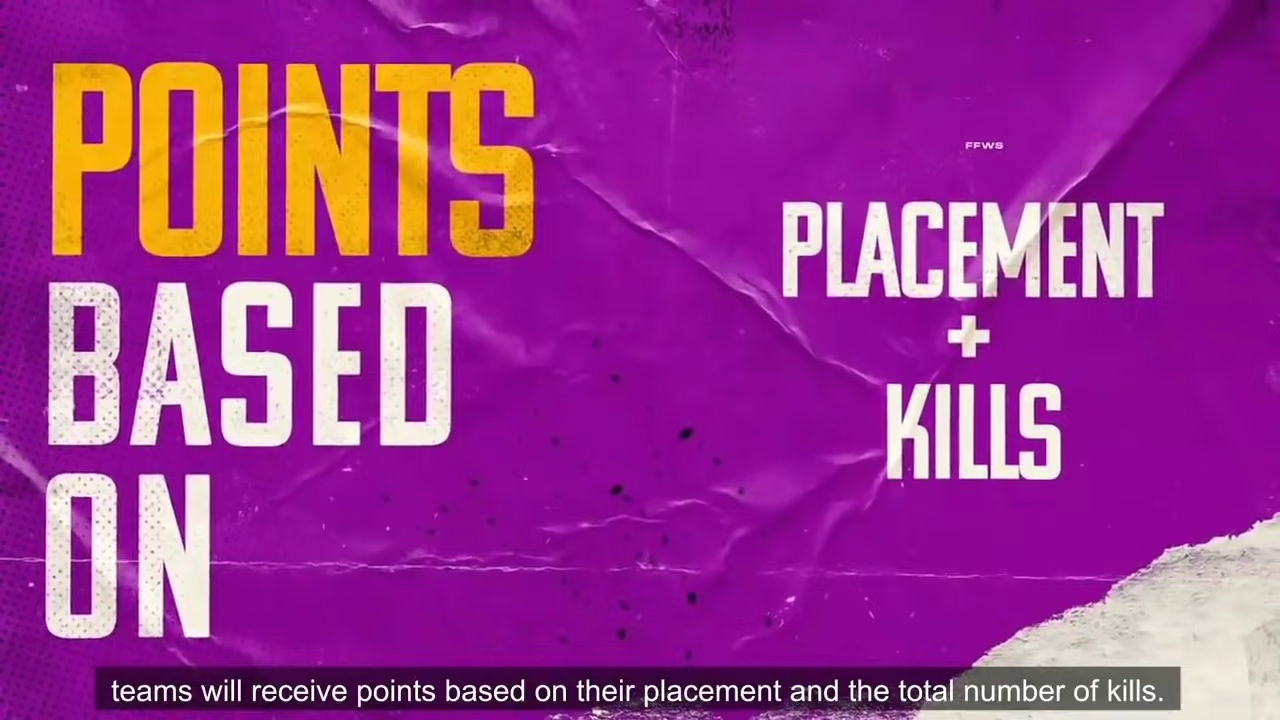 POINTS
BASED
ON
FFWS
PLACEMENT
+
KILLS
teams will receive points based on their placement and the total number of kills.